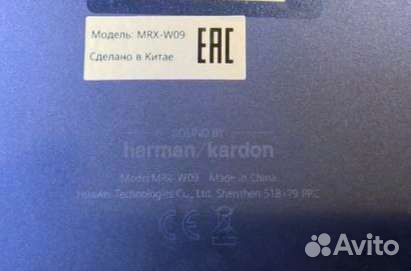 Модель: MRX-W09
EAC
Сделано в Китае
SOUND BY
harman/kardon
Model:MRX-W09 Made in China
Huawei Technologies Co., Ltd. Shenzhen 518129 PRC
CE
Avito